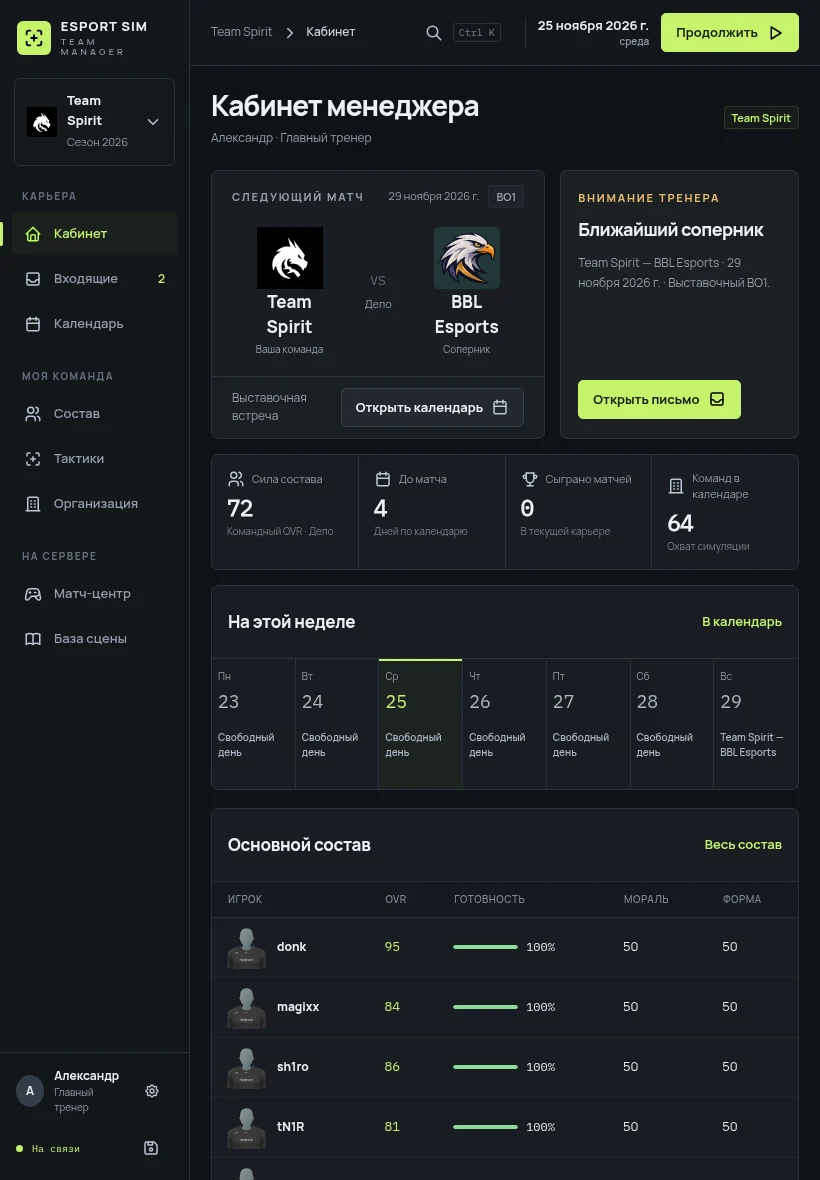 ESPORT SIM
TEAM
MANAGER
Team
Spirit
Сезон 2026
КАРЬЕРА
Кабинет
Входящие 2
Календарь
МОЯ КОМАНДА
Состав
Тактики
Организация
НА СЕРВЕРЕ
Матч-центр
База сцены
A
Александр
Главный
тренер
На связи
Team Spirit Кабинет Ctrl K 25 ноября 2026 г.
среда
Продолжить
Кабинет менеджера
Александр · Главный тренер
Team Spirit
СЛЕДУЮЩИЙ МАТЧ 29 ноября 2026 г. BO1
Team
Spirit
Ваша команда
VS
Депо
BBL
Esports
Соперник
Выставочная
встреча
Открыть календарь
ВНИМАНИЕ ТРЕНЕРА
Ближайший соперник
Team Spirit — BBL Esports · 29
ноября 2026 г. · Выставочный BO1.
Открыть письмо
Сила состава
72
Командный OVR · Депо
До матча
4
Дней по календарю
Сыграно матчей
0
В текущей карьере
Команд в
календаре
64
Охват симуляции
На этой неделе В календарь
Пн
23
Свободный
день
Вт
24
Свободный
день
Ср
25
Свободный
день
Чт
26
Свободный
день
Пт
27
Свободный
день
Сб
28
Свободный
день
Вс
29
Team Spirit —
BBL Esports
Основной состав Весь состав
ИГРОК OVR ГОТОВНОСТЬ МОРАЛЬ ФОРМА
donk 95 100% 50 50
magixx 84 100% 50 50
sh1ro 86 100% 50 50
tN1R 81 100% 50 50